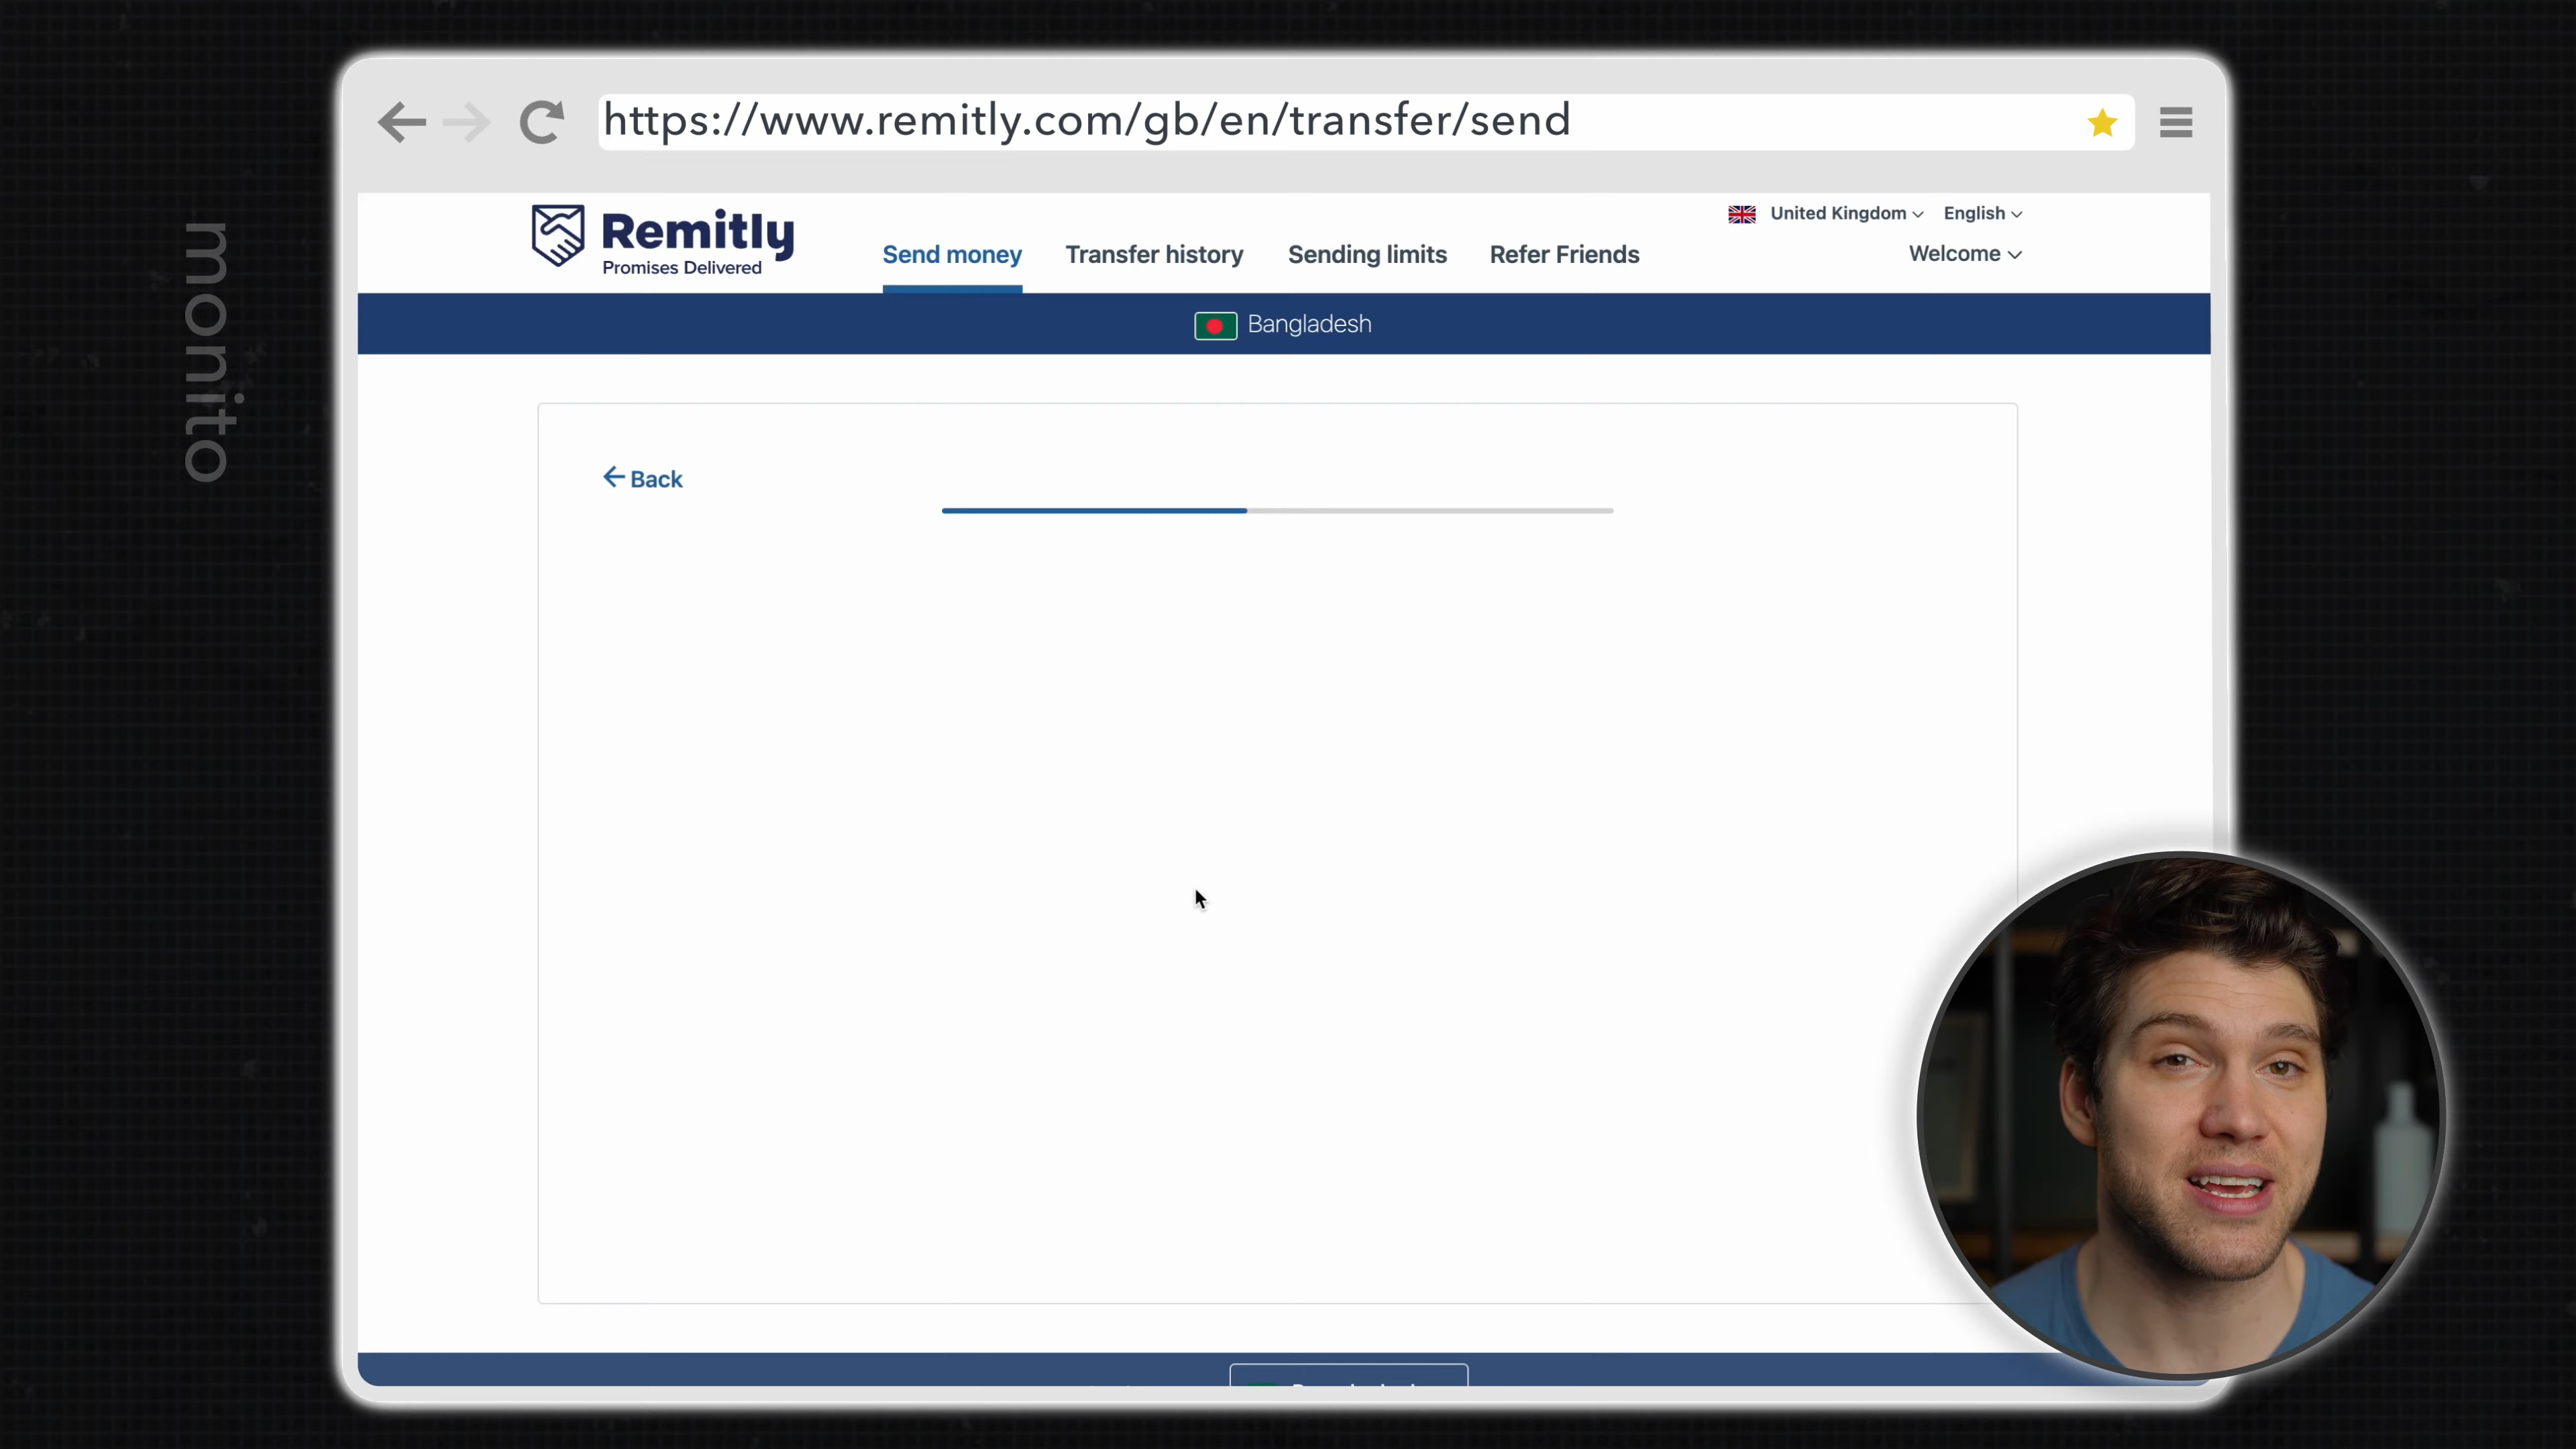 monito
https://www.remitly.com/gb/en/transfer/send
Remitly
Promises Delivered
Send money
Transfer history
Sending limits
Refer Friends
United Kingdom
English
Welcome
Bangladesh
Back